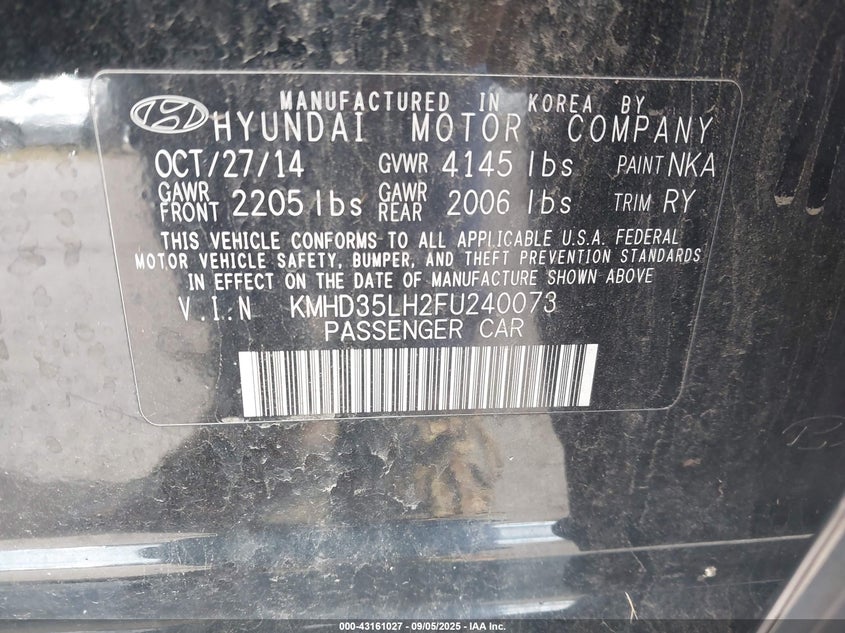 MANUFACTURED IN KOREA BY
HYUNDAI MOTOR COMPANY
OCT/27/14 GVWR 4145 lbs PAINT NKA
GAWR FRONT 2205 lbs GAWR REAR 2006 lbs TRIM RY
THIS VEHICLE CONFORMS TO ALL APPLICABLE U.S.A. FEDERAL
MOTOR VEHICLE SAFETY, BUMPER, AND THEFT PREVENTION STANDARDS
IN EFFECT ON THE DATE OF MANUFACTURE SHOWN ABOVE
V.I.N KMHD35LH2FU240073
PASSENGER CAR
000-43161027 - 09/05/2025 - IAA Inc.